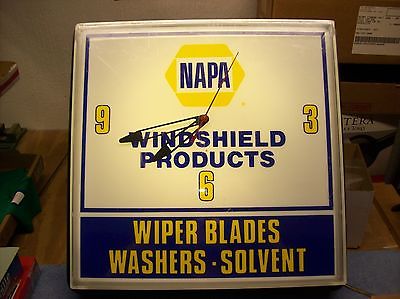 NAPA
9
3
WINDSHIELD
PRODUCTS
6
WIPER BLADES
WASHERS · SOLVENT